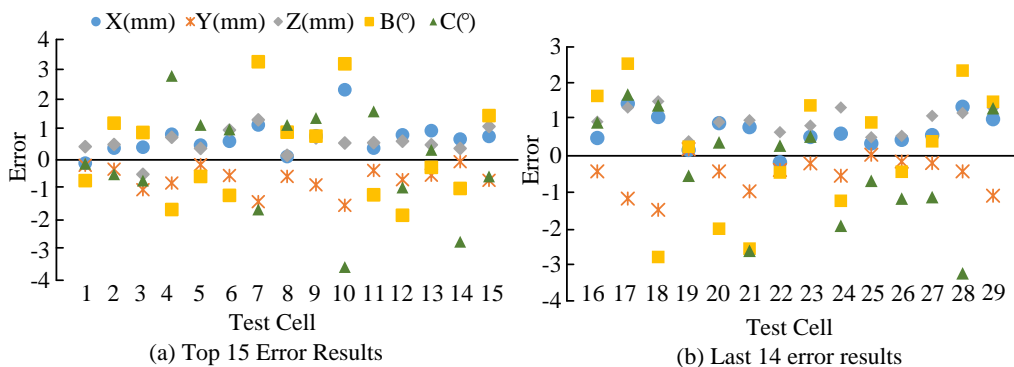 X(mm) Y(mm) Z(mm) B(°) C(°)
4
3
2
1
0
-1
-2
-3
-4
Error
1 2 3 4 5 6 7 8 9 10 11 12 13 14 15
Test Cell
(a) Top 15 Error Results
3
2
1
0
-1
-2
-3
-4
Error
16 17 18 19 20 21 22 23 24 25 26 27 28 29
Test Cell
(b) Last 14 error results